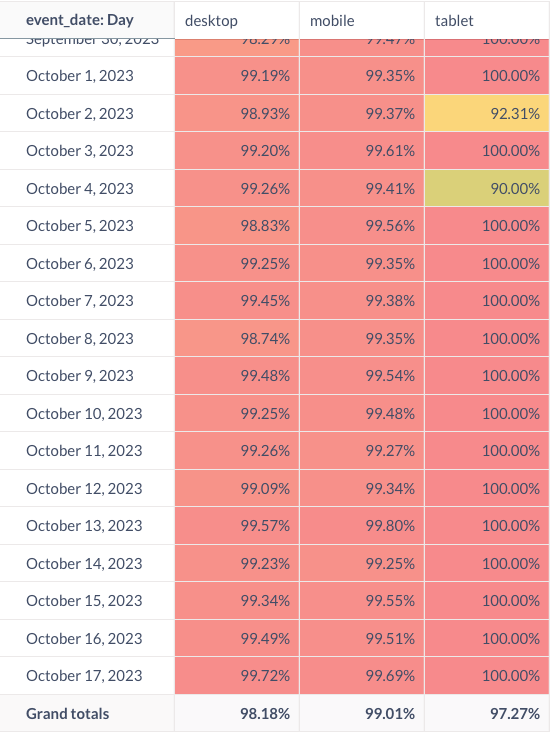 event_date: Day desktop mobile tablet
September 30, 2023 98.29% 99.47% 100.00%
October 1, 2023 99.19% 99.35% 100.00%
October 2, 2023 98.93% 99.37% 92.31%
October 3, 2023 99.20% 99.61% 100.00%
October 4, 2023 99.26% 99.41% 90.00%
October 5, 2023 98.83% 99.56% 100.00%
October 6, 2023 99.25% 99.35% 100.00%
October 7, 2023 99.45% 99.38% 100.00%
October 8, 2023 98.74% 99.35% 100.00%
October 9, 2023 99.48% 99.54% 100.00%
October 10, 2023 99.25% 99.48% 100.00%
October 11, 2023 99.26% 99.27% 100.00%
October 12, 2023 99.09% 99.34% 100.00%
October 13, 2023 99.57% 99.80% 100.00%
October 14, 2023 99.23% 99.25% 100.00%
October 15, 2023 99.34% 99.55% 100.00%
October 16, 2023 99.49% 99.51% 100.00%
October 17, 2023 99.72% 99.69% 100.00%
Grand totals 98.18% 99.01% 97.27%